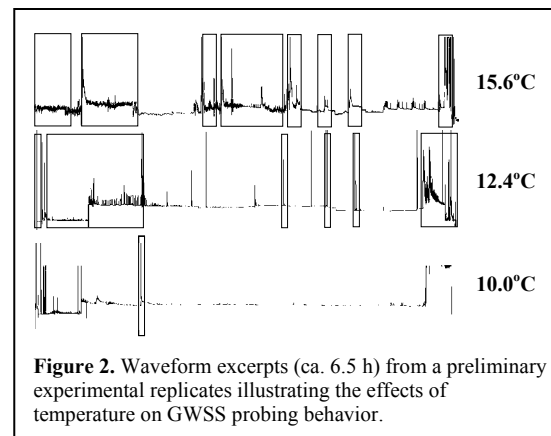 15.6°C
12.4°C
10.0°C
Figure 2. Waveform excerpts (ca. 6.5 h) from a preliminary
experimental replicates illustrating the effects of
temperature on GWSS probing behavior.